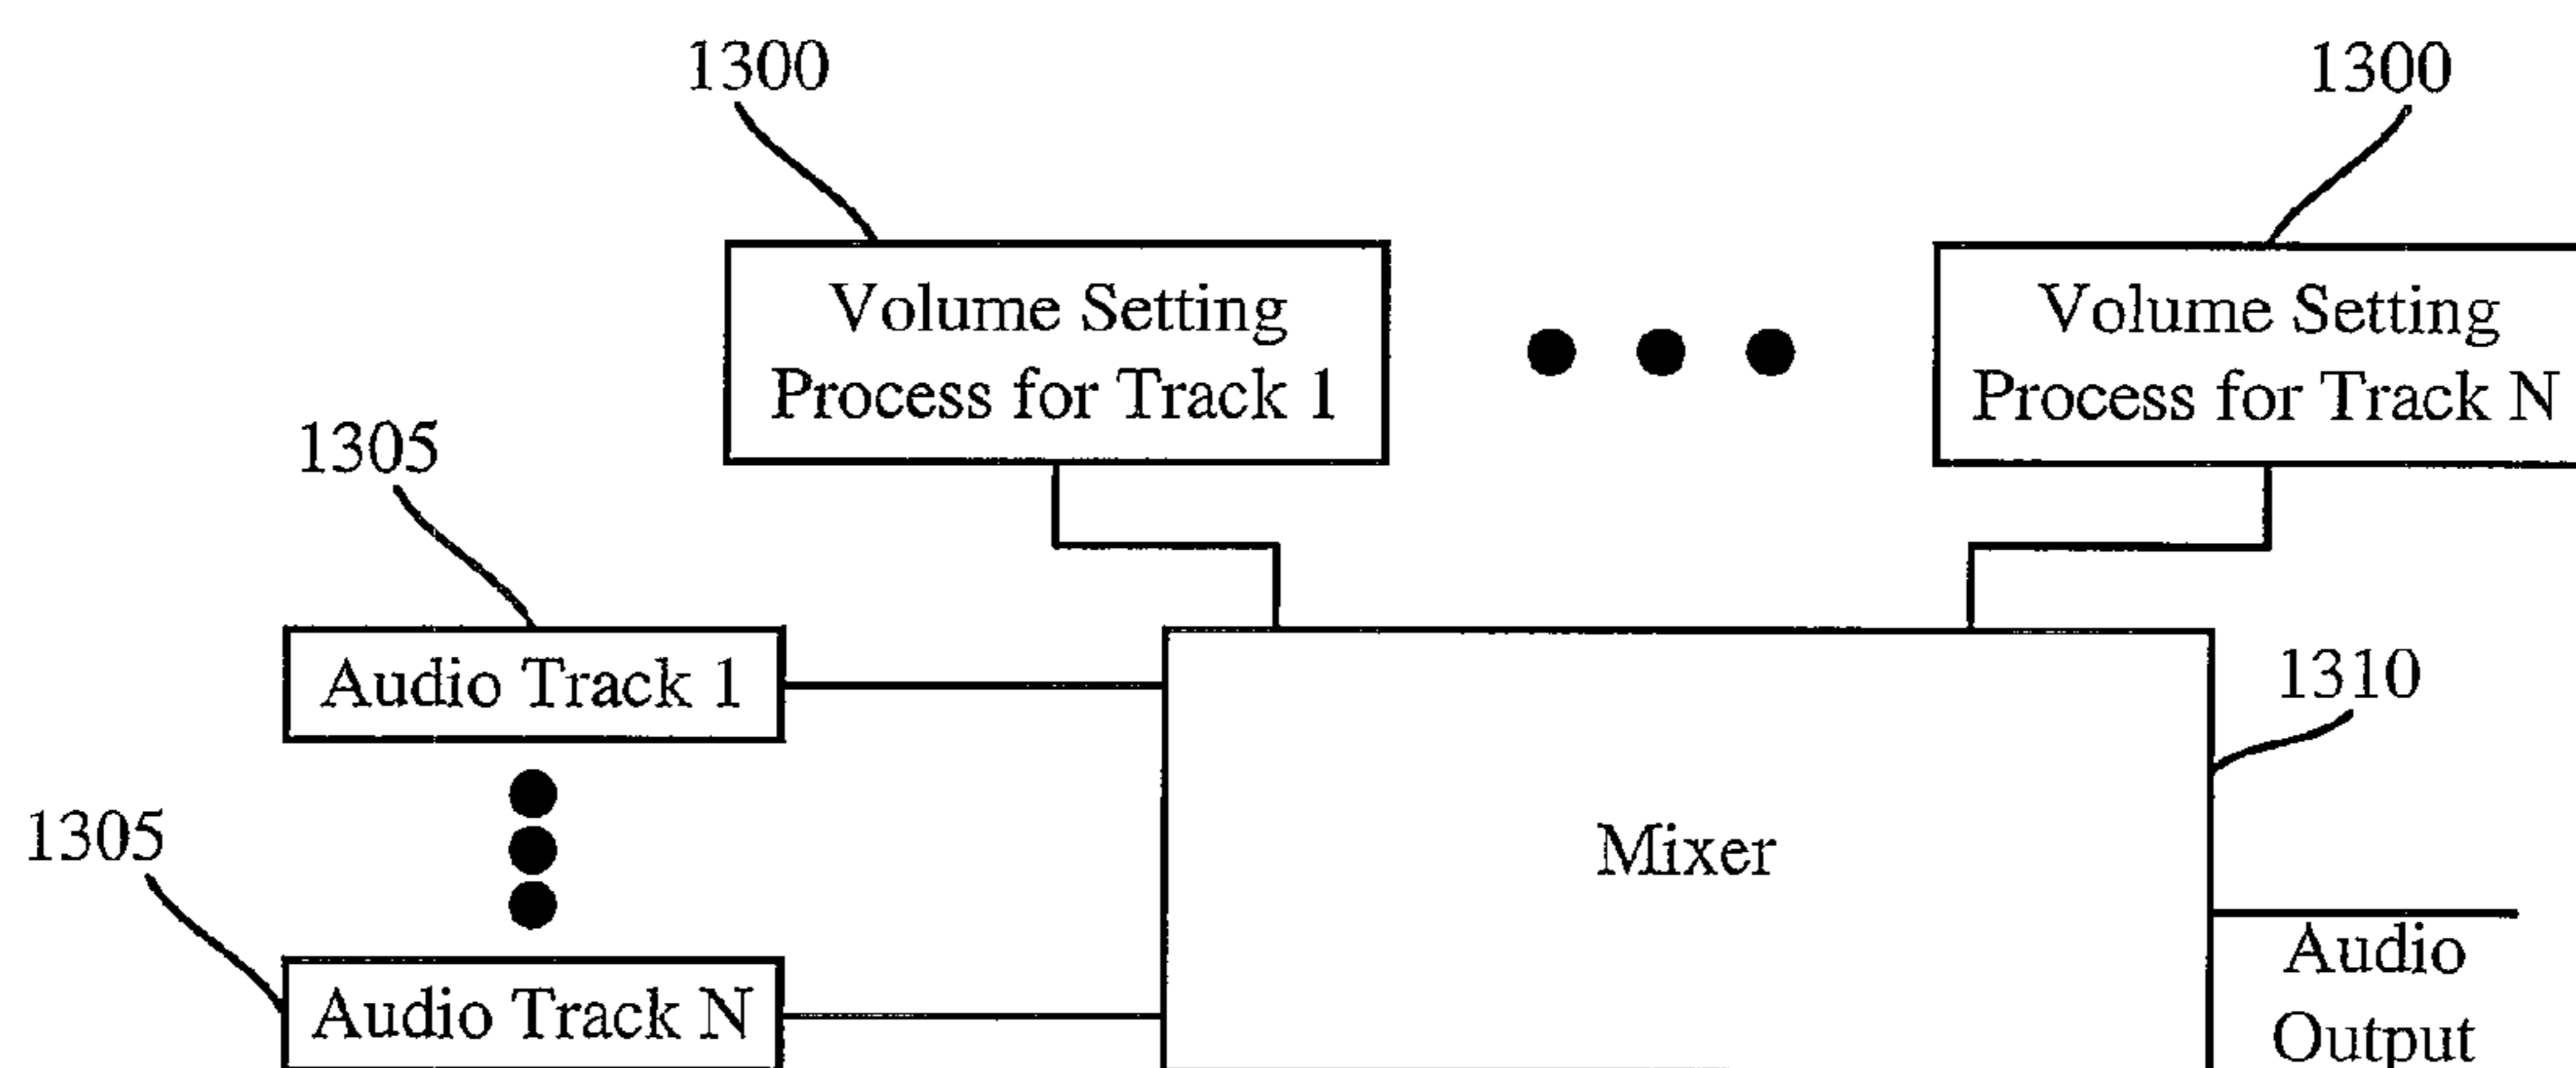 1300
1300
Volume Setting
Process for Track 1
Volume Setting
Process for Track N
1305
Audio Track 1
1310
1305
Mixer
Audio Track N
Audio
Output